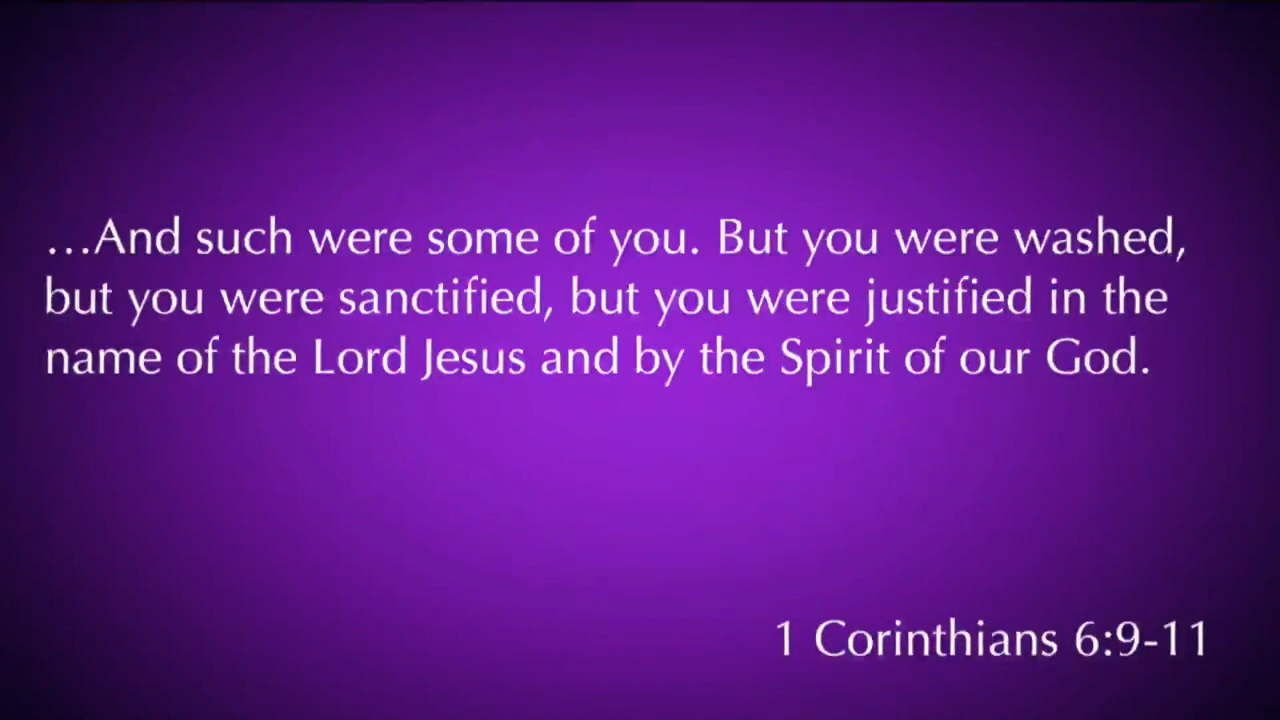 …And such were some of you. But you were washed,
but you were sanctified, but you were justified in the
name of the Lord Jesus and by the Spirit of our God.
1 Corinthians 6:9-11